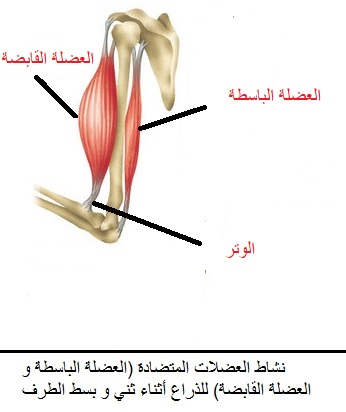 العضلة القابضة
العضلة الباسطة
الوتر
نشاط العضلات المتضادة (العضلة الباسطة و
العضلة القابضة) للذراع أثناء ثني و بسط الطرف